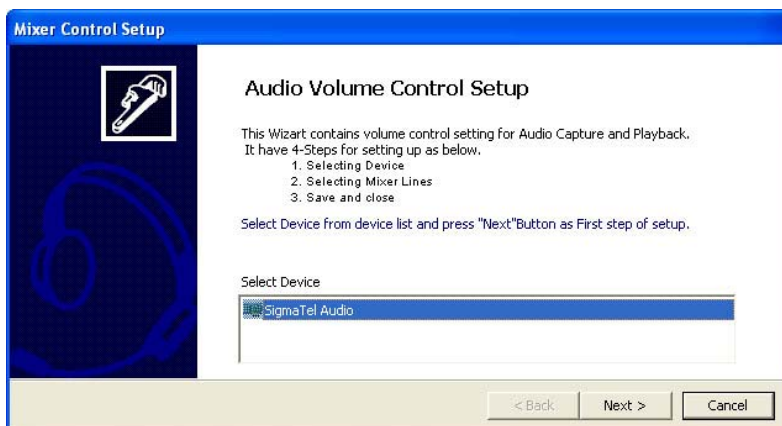 Mixer Control Setup
Audio Volume Control Setup
This Wizart contains volume control setting for Audio Capture and Playback.
It have 4-Steps for setting up as below.
1. Selecting Device
2. Selecting Mixer Lines
3. Save and close
Select Device from device list and press "Next"Button as First step of setup.
Select Device
SigmaTel Audio
< Back
Next >
Cancel